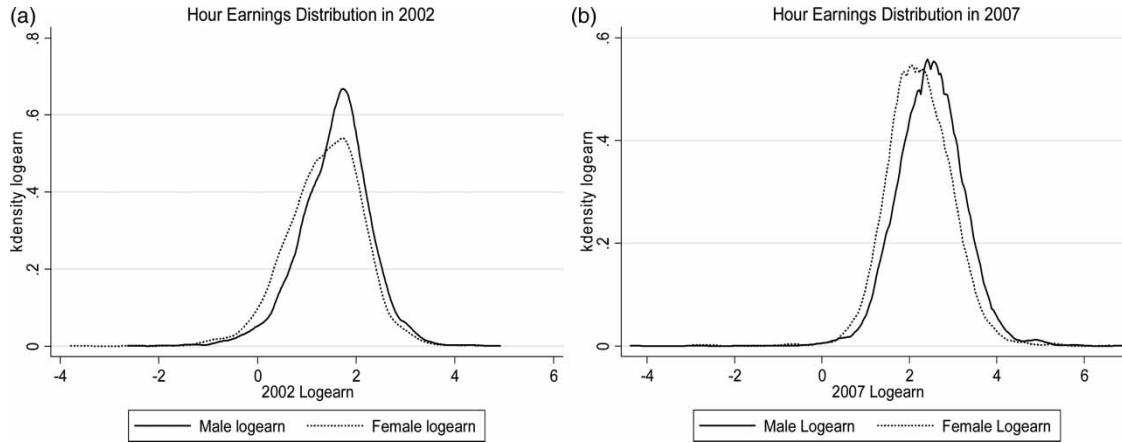 (a) Hour Earnings Distribution in 2002
kdensity logearn
.8
.6
.4
.2
0
-4 -2 0 2 4 6
2002 Logearn
Male logearn Female logearn
(b) Hour Earnings Distribution in 2007
kdensity logearn
.6
.4
.2
0
-4 -2 0 2 4 6
2007 Logearn
Male Logearn Female Logearn